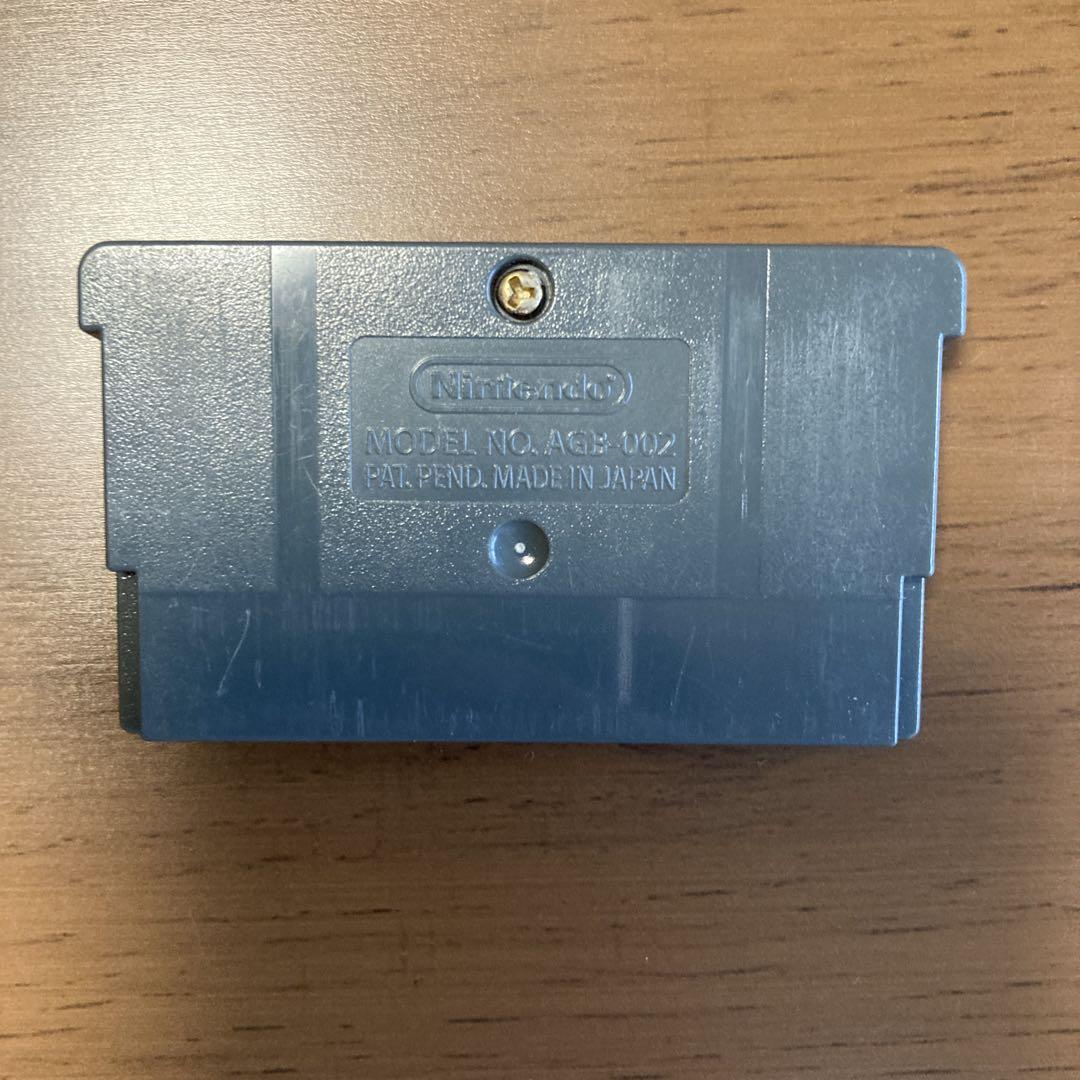 Nintendo®
MODEL NO. AGB-002
PAT. PEND. MADE IN JAPAN